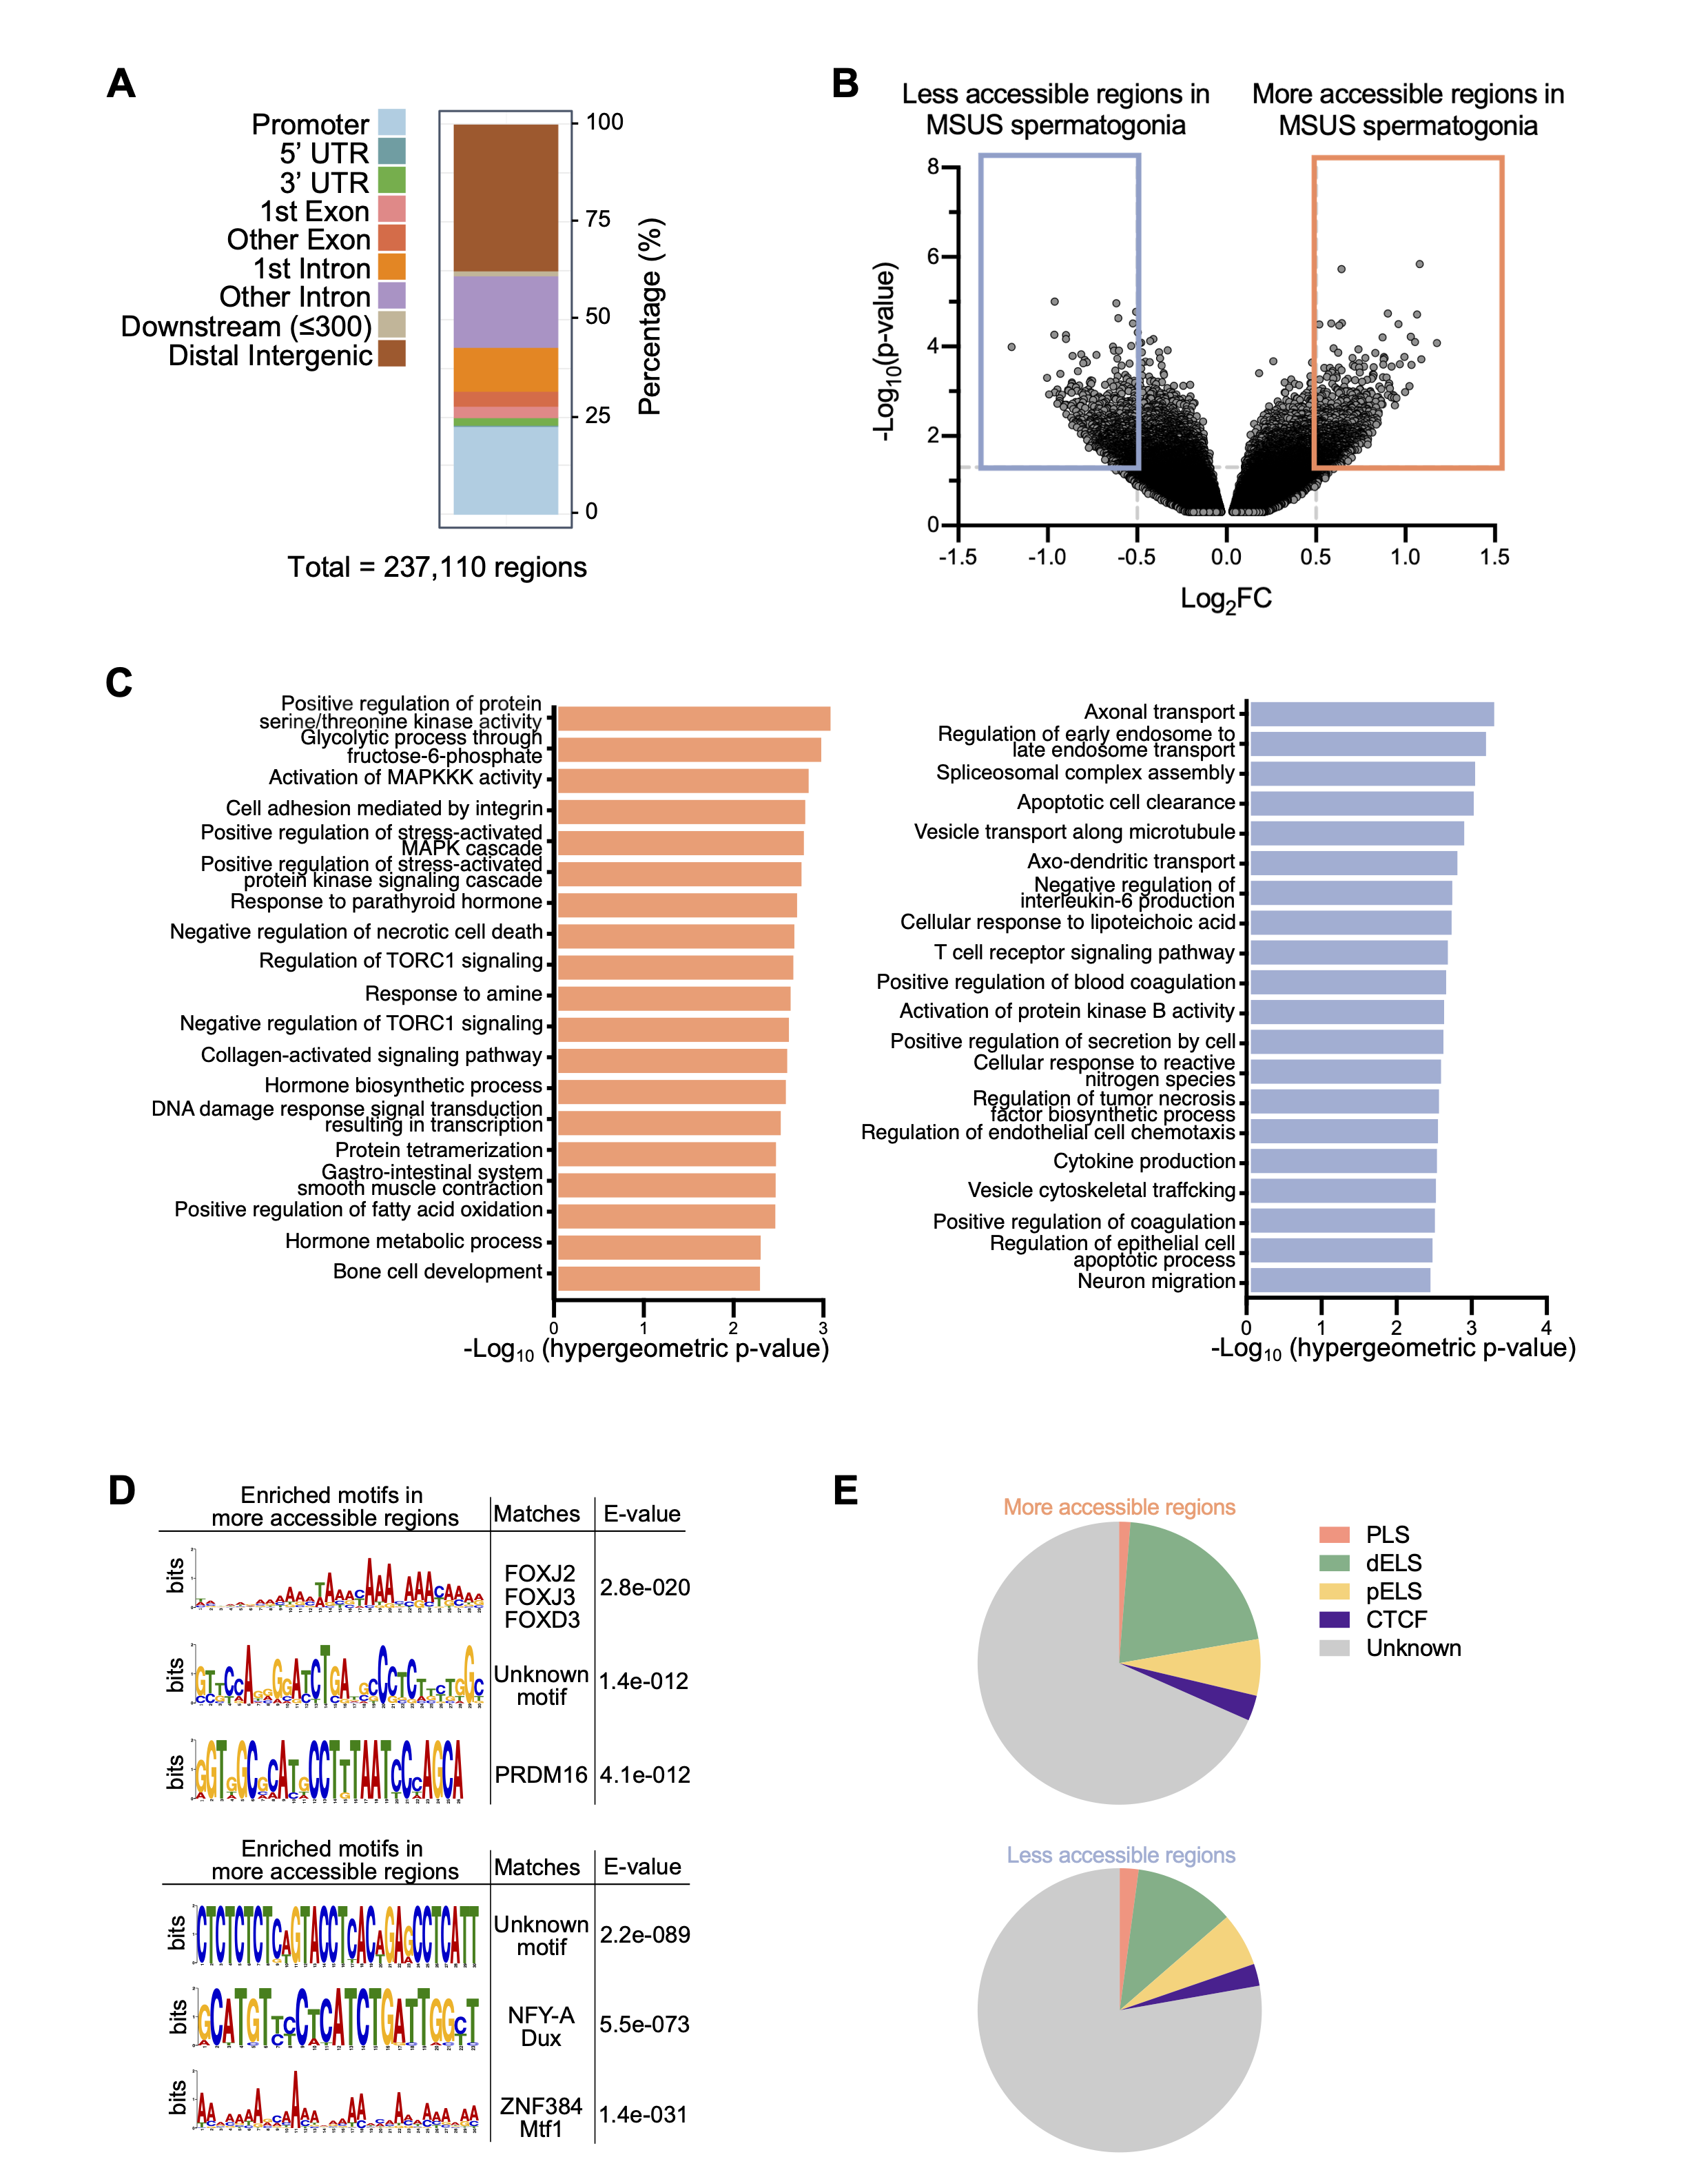 A
Promoter
5’ UTR
3’ UTR
1st Exon
Other Exon
1st Intron
Other Intron
Downstream (≤300)
Distal Intergenic
100
75
50
25
0
Percentage (%)
Total = 237,110 regions
B
Less accessible regions in
MSUS spermatogonia
More accessible regions in
MSUS spermatogonia
8
6
4
2
0
-Log10(p-value)
-1.5
-1.0
-0.5
0.0
0.5
1.0
1.5
Log2FC
C
Positive regulation of protein
serine/threonine kinase activity
Glycolytic process through
fructose-6-phosphate
Activation of MAPKKK activity
Cell adhesion mediated by integrin
Positive regulation of stress-activated
MAPK cascade
Positive regulation of stress-activated
protein kinase signaling cascade
Response to parathyroid hormone
Negative regulation of necrotic cell death
Regulation of TORC1 signaling
Response to amine
Negative regulation of TORC1 signaling
Collagen-activated signaling pathway
Hormone biosynthetic process
DNA damage response signal transduction
resulting in transcription
Protein tetramerization
Gastro-intestinal system
smooth muscle contraction
Positive regulation of fatty acid oxidation
Hormone metabolic process
Bone cell development
0
1
2
3
-Log10 (hypergeometric p-value)
Axonal transport
Regulation of early endosome to
late endosome transport
Spliceosomal complex assembly
Apoptotic cell clearance
Vesicle transport along microtubule
Axo-dendritic transport
Negative regulation of
interleukin-6 production
Cellular response to lipoteichoic acid
T cell receptor signaling pathway
Positive regulation of blood coagulation
Activation of protein kinase B activity
Positive regulation of secretion by cell
Cellular response to reactive
nitrogen species
Regulation of tumor necrosis
factor biosynthetic process
Regulation of endothelial cell chemotaxis
Cytokine production
Vesicle cytoskeletal traffcking
Positive regulation of coagulation
Regulation of epithelial cell
apoptotic process
Neuron migration
0
1
2
3
4
-Log10 (hypergeometric p-value)
D
Enriched motifs in
more accessible regions
Matches
E-value
bits
FOXJ2
FOXJ3
FOXD3
2.8e-020
bits
Unknown
motif
1.4e-012
bits
PRDM16
4.1e-012
Enriched motifs in
more accessible regions
Matches
E-value
bits
Unknown
motif
2.2e-089
bits
NFY-A
Dux
5.5e-073
bits
ZNF384
Mtf1
1.4e-031
E
More accessible regions
PLS
dELS
pELS
CTCF
Unknown
Less accessible regions